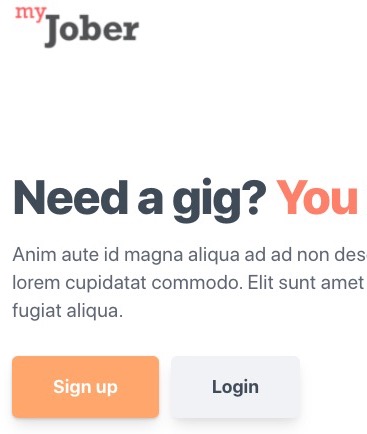 my
Jober
Need a gig? You
Anim aute id magna aliqua ad ad non des
lorem cupidatat commodo. Elit sunt amet
fugiat aliqua.
Sign up
Login